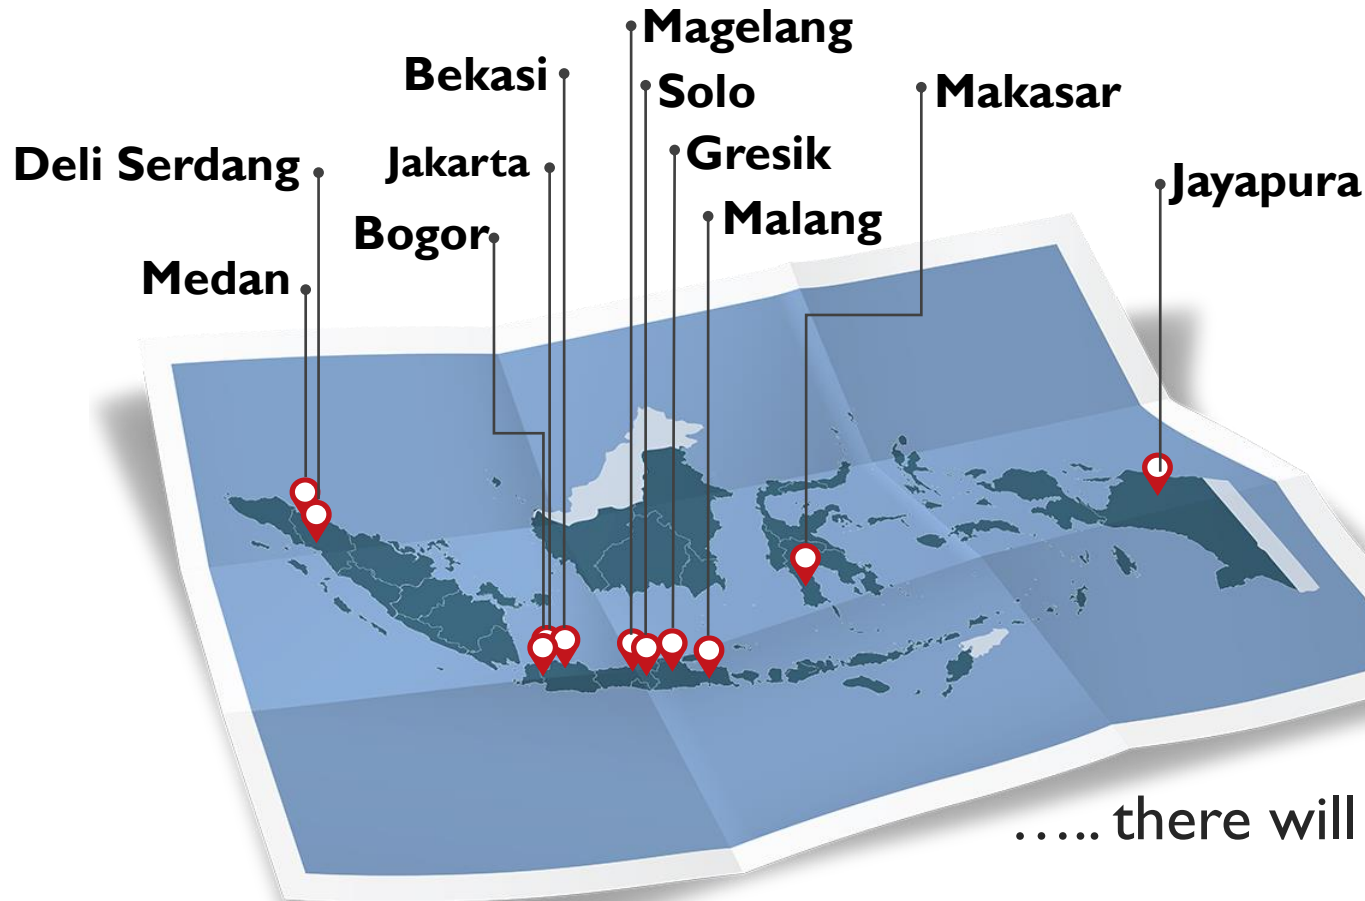 Magelang
Bekasi
Solo
Makasar
Deli Serdang
Jakarta
Gresik
Jayapura
Bogor
Malang
Medan
..... there will